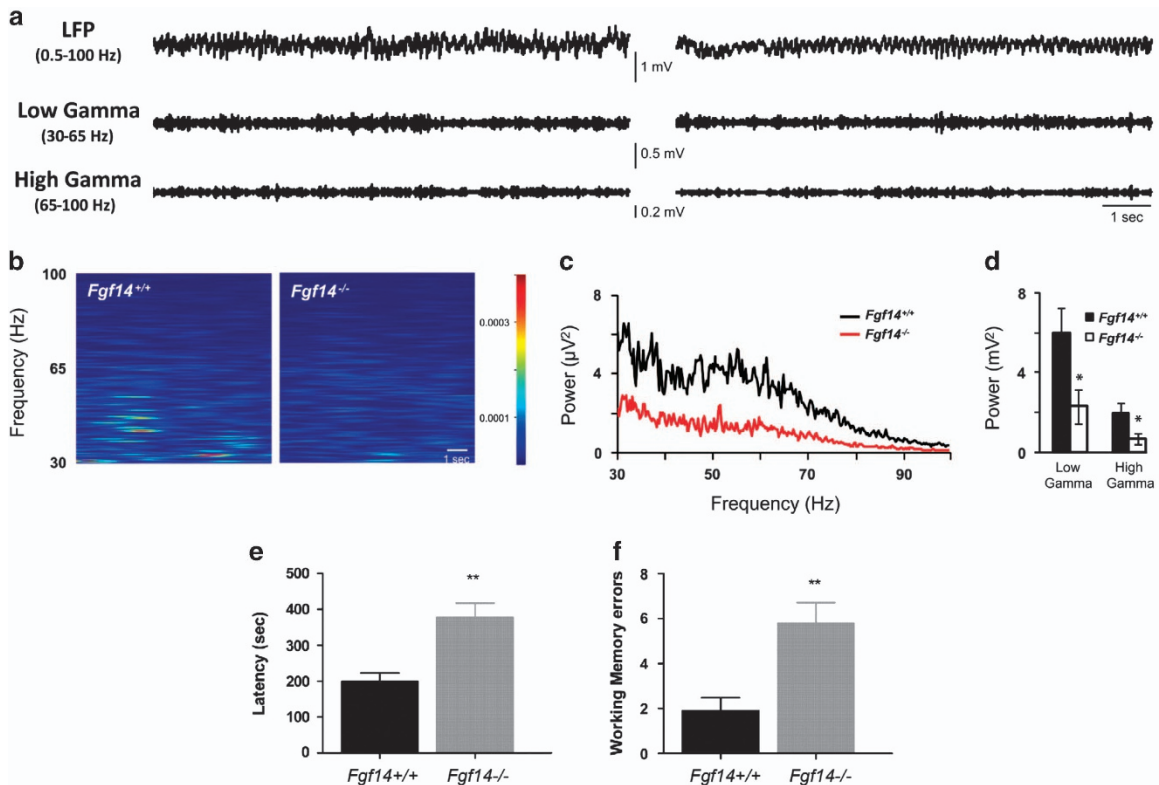 a
LFP
(0.5-100 Hz)
1 mV
Low Gamma
(30-65 Hz)
0.5 mV
High Gamma
(65-100 Hz)
0.2 mV
1 sec
b
Frequency (Hz)
100
65
30
Fgf14+/+
Fgf14-/-
1 sec
0.0003
0.0001
c
Power (µV²)
8
4
0
Fgf14+/+
Fgf14-/-
30
50
70
90
Frequency (Hz)
d
Power (mV²)
8
4
0
Fgf14+/+
Fgf14-/-
*
*
Low
Gamma
High
Gamma
e
Latency (sec)
500
400
300
200
100
0
**
Fgf14+/+
Fgf14-/-
f
Working Memory errors
8
6
4
2
0
**
Fgf14+/+
Fgf14-/-